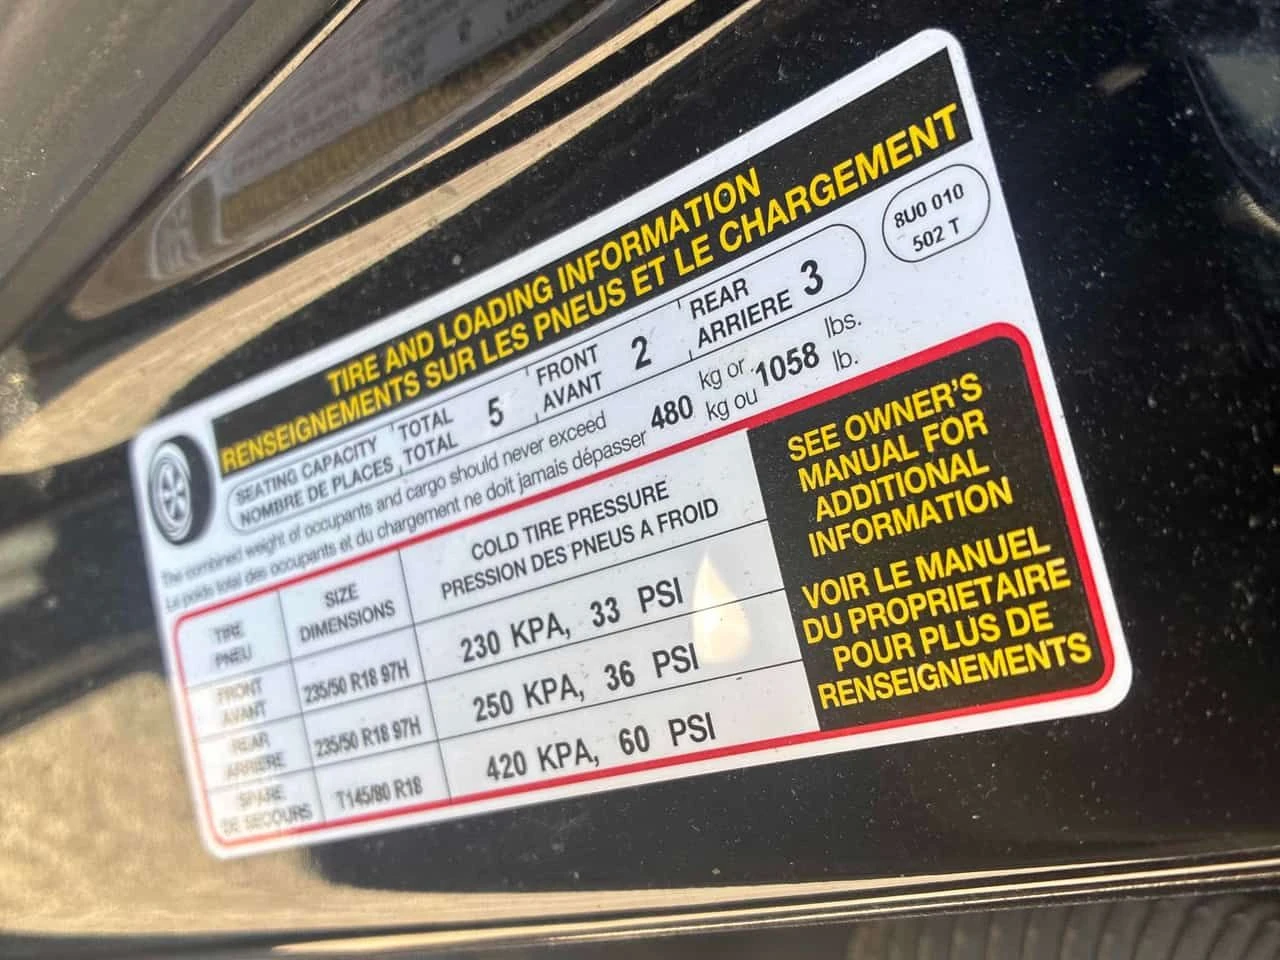 TIRE AND LOADING INFORMATION
RENSEIGNEMENTS SUR LES PNEUS ET LE CHARGEMENT
8U0 010
502 T
SEATING CAPACITY TOTAL 5 FRONT 2 REAR 3
NOMBRE DE PLACES TOTAL AVANT ARRIERE
The combined weight of occupants and cargo should never exceed 480 kg or 1058 lbs.
Le poids total des occupants et du chargement ne doit jamais dépasser kg ou lb.
TIRE SIZE COLD TIRE PRESSURE
PNEU DIMENSIONS PRESSION DES PNEUS A FROID
FRONT 235/50 R18 97H 230 KPA, 33 PSI
AVANT
REAR 235/50 R18 97H 250 KPA, 36 PSI
ARRIERE
SPARE T145/80 R18 420 KPA, 60 PSI
DE SECOURS
SEE OWNER'S
MANUAL FOR
ADDITIONAL
INFORMATION
VOIR LE MANUEL
DU PROPRIETAIRE
POUR PLUS DE
RENSEIGNEMENTS